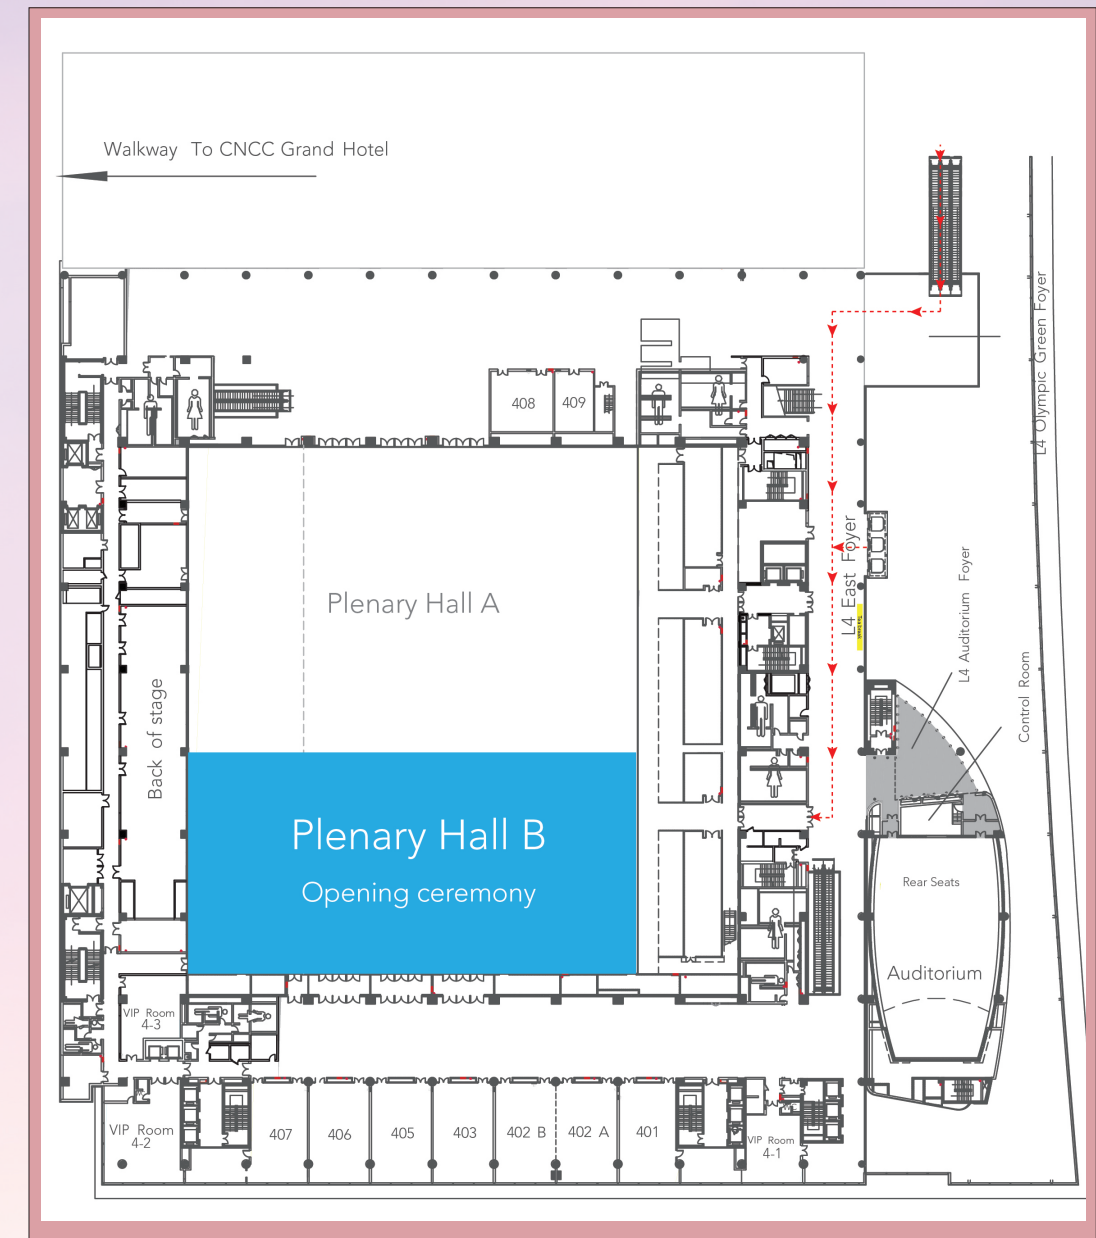 Walkway To CNCC Grand Hotel
L4 Olympic Green Foyer
408
409
L4 East Foyer
Tea break
L4 Auditorium Foyer
Control Room
Plenary Hall A
Back of stage
Plenary Hall B
Opening ceremony
Rear Seats
Auditorium
VIP Room
4-3
VIP Room
4-2
407
406
405
403
402 B
402 A
401
VIP Room
4-1